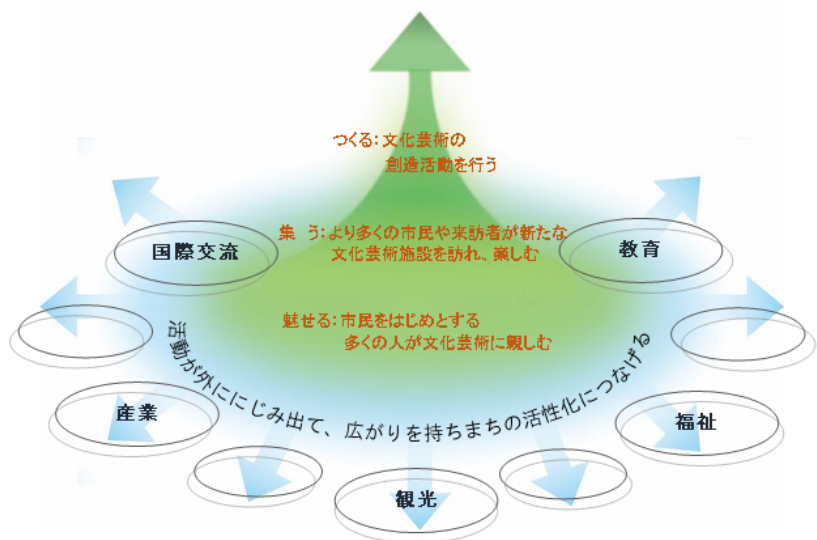 つくる：文化芸術の
創造活動を行う
集　う：より多くの市民や来訪者が新たな
文化芸術施設を訪れ、楽しむ
国際交流
教育
魅せる：市民をはじめとする
多くの人が文化芸術に親しむ
活動が外ににじみ出て、広がりを持ちまちの活性化につなげる
産業
福祉
観光